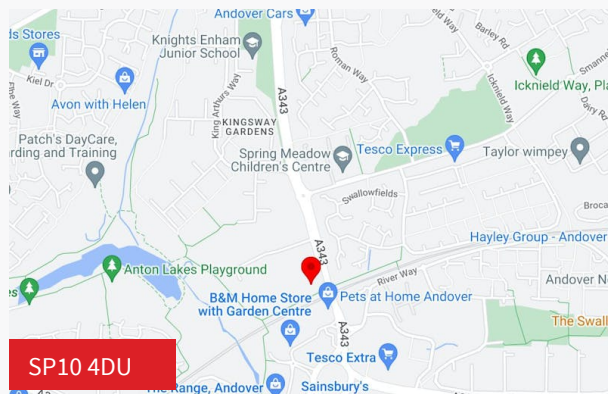 Andover Cars
ds Stores
Knights Enham
Junior School
Kiel Dr
Avon with Helen
King Arthurs Way
A343
KINGSWAY
GARDENS
Roman Way
Barley Rd
Icknield Way
Icknield Way, Pla
Patch's DayCare,
rding and Training
Spring Meadow
Children's Centre
Tesco Express
Taylor wimpey
Swallowfields
Broca
A343
Hayley Group - Andover
Anton Lakes Playground
River Way
B&M Home Store
with Garden Centre
Pets at Home Andover
Andover Ne
The Swall
A343
Tesco Extra
SP10 4DU
The Range, Andover
Sainsbury's